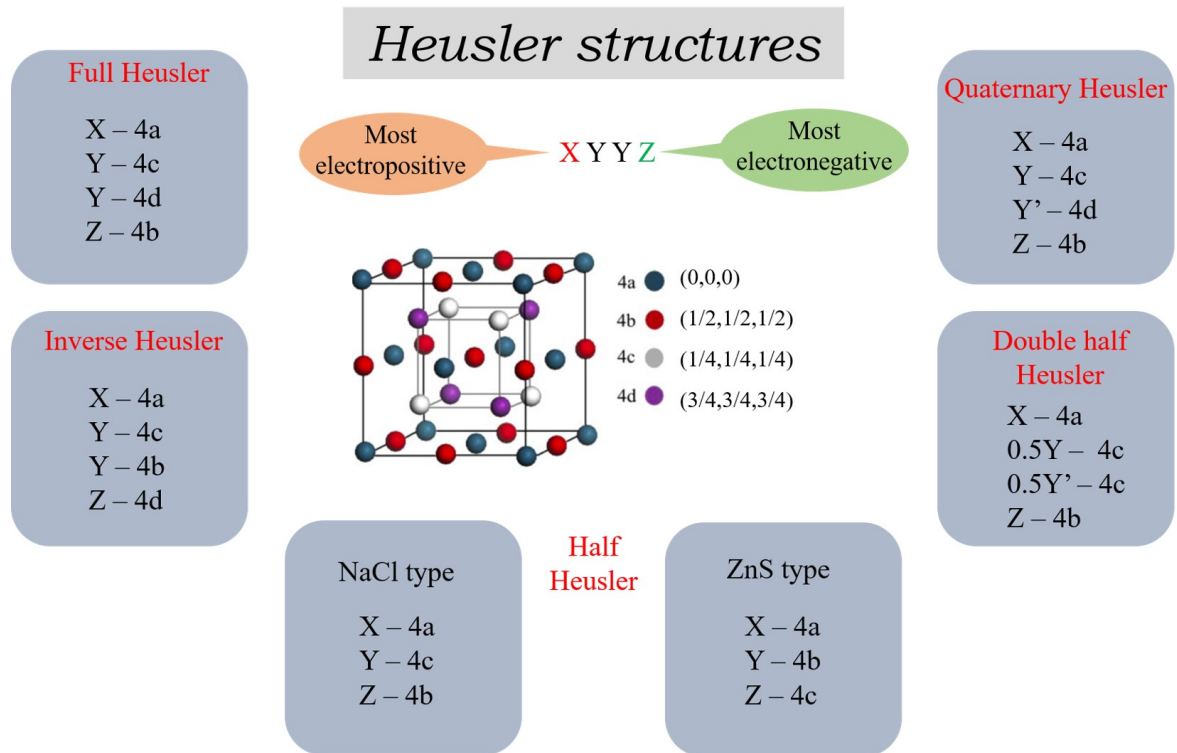 Heusler structures
Full Heusler
X – 4a
Y – 4c
Y – 4d
Z – 4b
Most
electropositive
X Y Y Z
Most
electronegative
Quaternary Heusler
X – 4a
Y – 4c
Y’ – 4d
Z – 4b
4a (0,0,0)
4b (1/2,1/2,1/2)
4c (1/4,1/4,1/4)
4d (3/4,3/4,3/4)
Inverse Heusler
X – 4a
Y – 4c
Y – 4b
Z – 4d
Double half
Heusler
X – 4a
0.5Y – 4c
0.5Y’ – 4c
Z – 4b
Half
Heusler
NaCl type
X – 4a
Y – 4c
Z – 4b
ZnS type
X – 4a
Y – 4b
Z – 4c